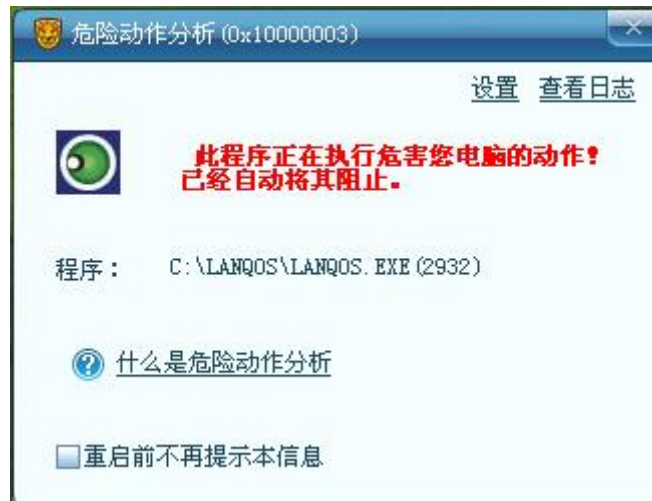 危险动作分析(0x10000003)
设置 查看日志
此程序正在执行危害您电脑的动作!
已经自动将其阻止。
程序: C:\LANQOS\LANQOS.EXE(2932)
什么是危险动作分析
重启前不再提示本信息